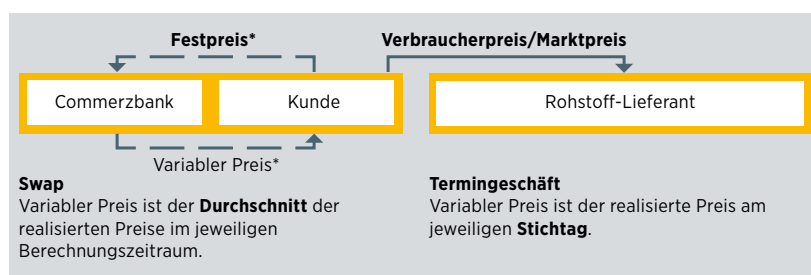 Festpreis*
Verbraucherpreis/Marktpreis
Commerzbank
Kunde
Rohstoff-Lieferant
Variabler Preis*
Swap
Variabler Preis ist der Durchschnitt der
realisierten Preise im jeweiligen
Berechnungszeitraum.
Termingeschäft
Variabler Preis ist der realisierte Preis am
jeweiligen Stichtag.